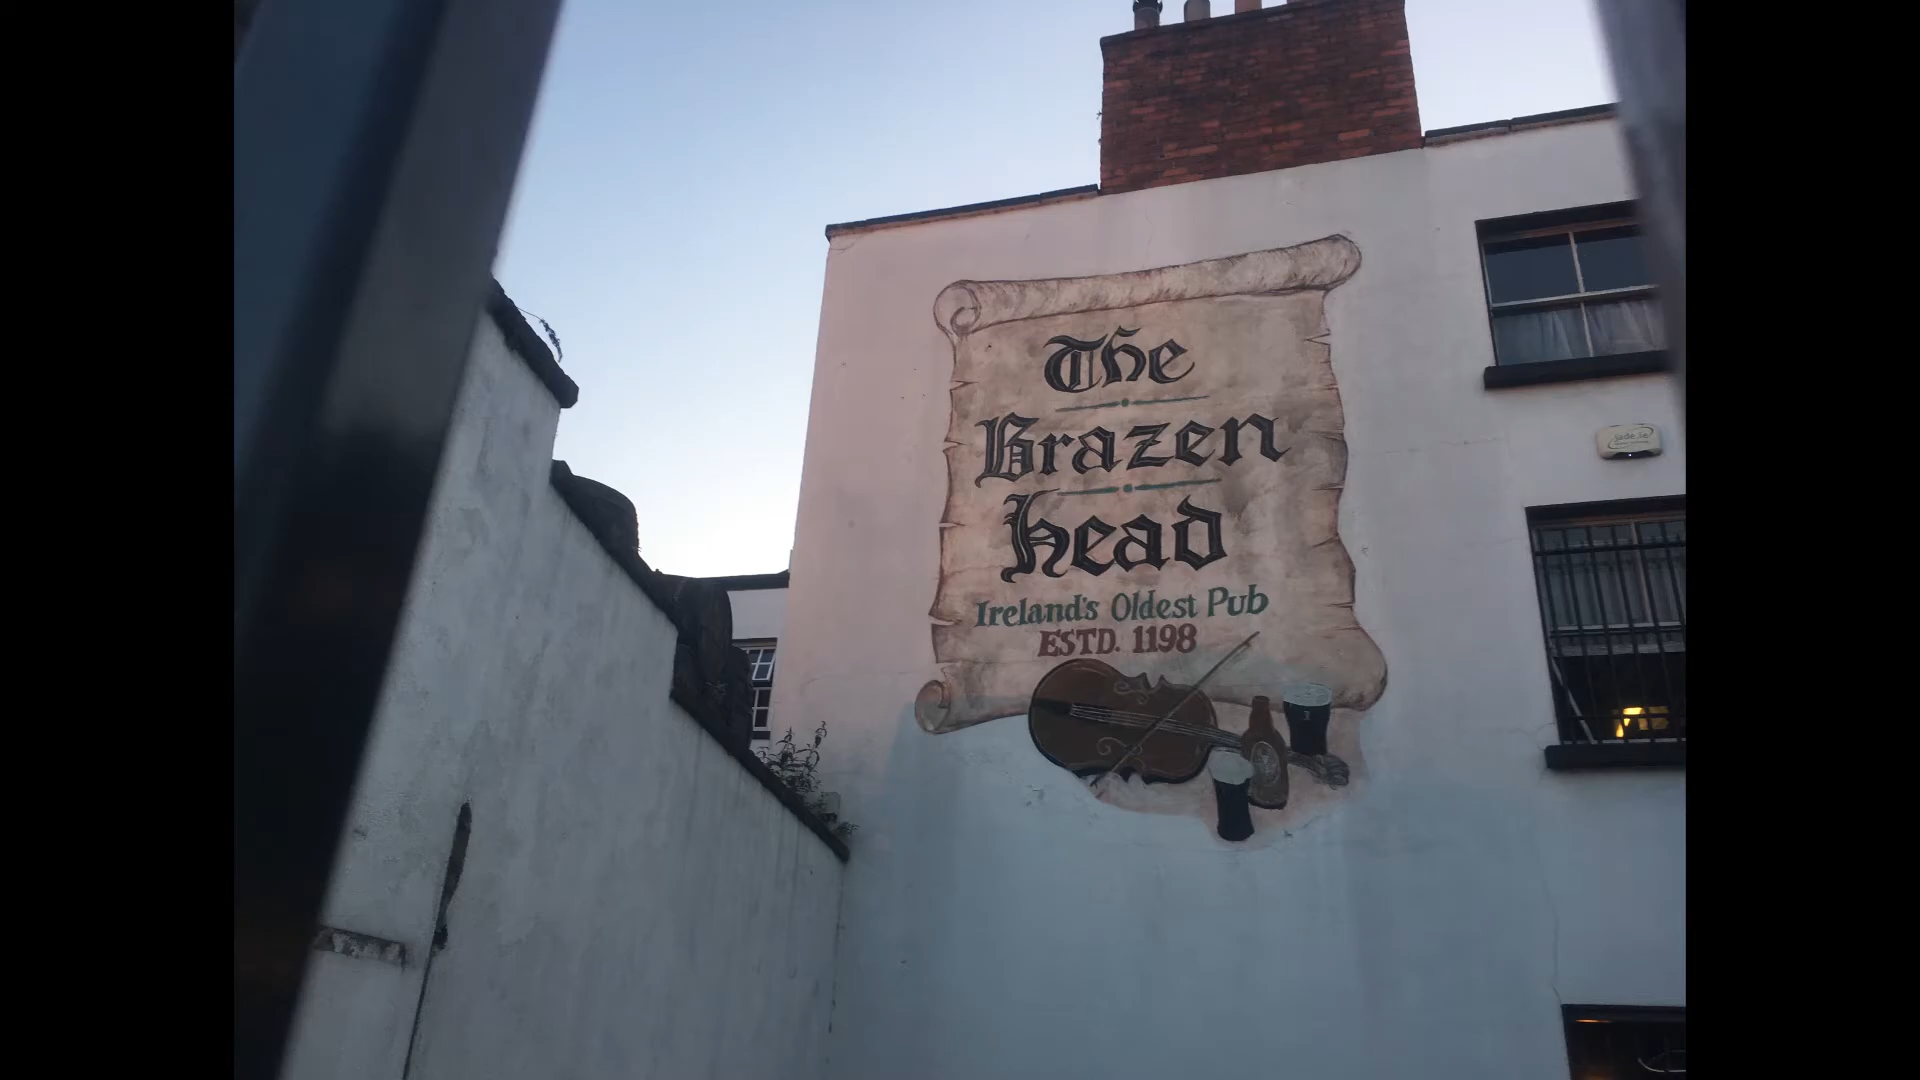 The
Brazen
head
Ireland's Oldest Pub
ESTD. 1198